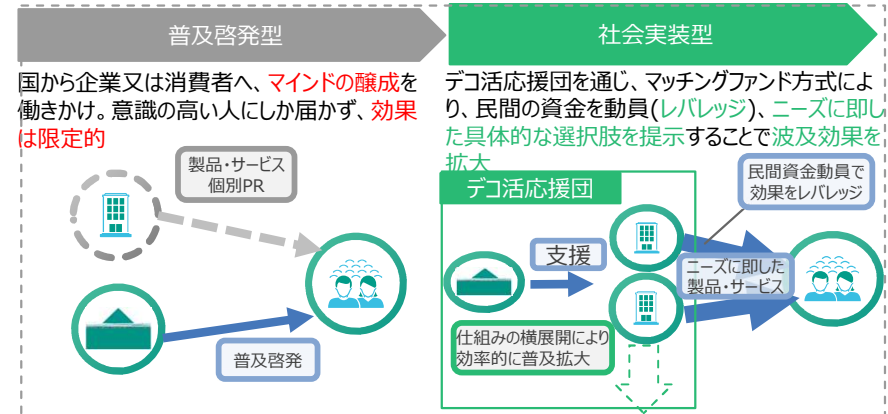 普及啓発型
国から企業又は消費者へ、マインドの醸成を
働きかけ。意識の高い人にしか届かず、効果
は限定的
製品・サービス
個別PR
普及啓発
社会実装型
デコ活応援団を通じ、マッチングファンド方式によ
り、民間の資金を動員(レバレッジ)、ニーズに即し
た具体的な選択肢を提示することで波及効果を
拡大
デコ活応援団
民間資金動員で
効果をレバレッジ
支援
ニーズに即した
製品・サービス
仕組みの横展開により
効率的に普及拡大